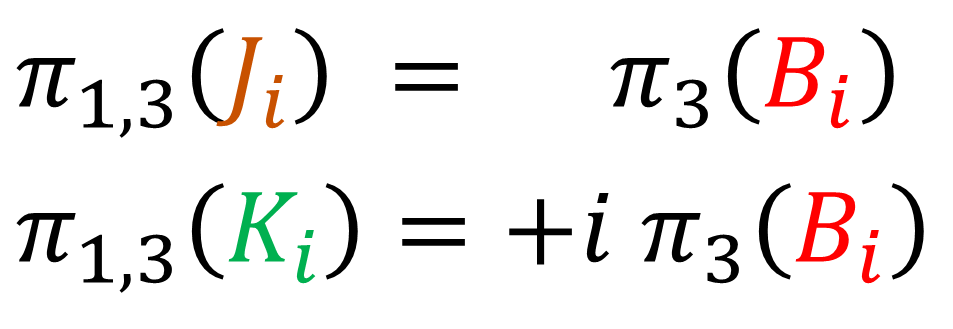 π₁,₃(Jᵢ) = π₃(Bᵢ)
π₁,₃(Kᵢ) = +i π₃(Bᵢ)